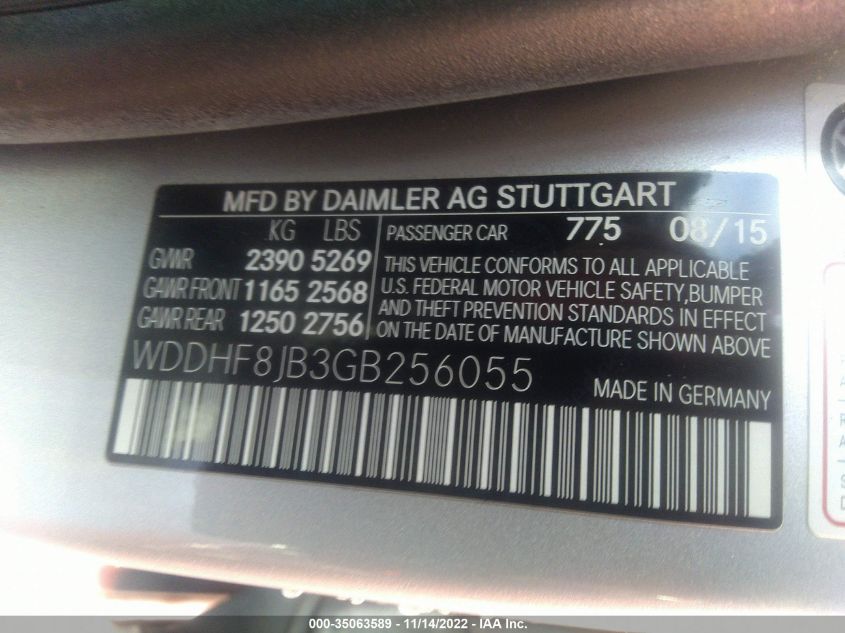 MFD BY DAIMLER AG STUTTGART
KG LBS
GVWR 2390 5269
GAWR FRONT 1165 2568
GAWR REAR 1250 2756
PASSENGER CAR 775 08/15
THIS VEHICLE CONFORMS TO ALL APPLICABLE
U.S. FEDERAL MOTOR VEHICLE SAFETY, BUMPER
AND THEFT PREVENTION STANDARDS IN EFFECT
ON THE DATE OF MANUFACTURE SHOWN ABOVE
WDDHF8JB3GB256055
MADE IN GERMANY
000-35063589 - 11/14/2022 - IAA Inc.